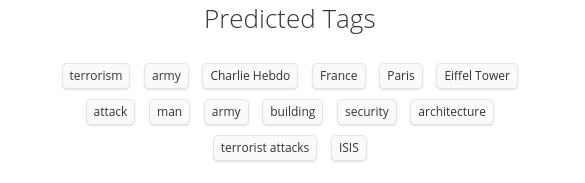 Predicted Tags
terrorism army Charlie Hebdo France Paris Eiffel Tower
attack man army building security architecture
terrorist attacks ISIS